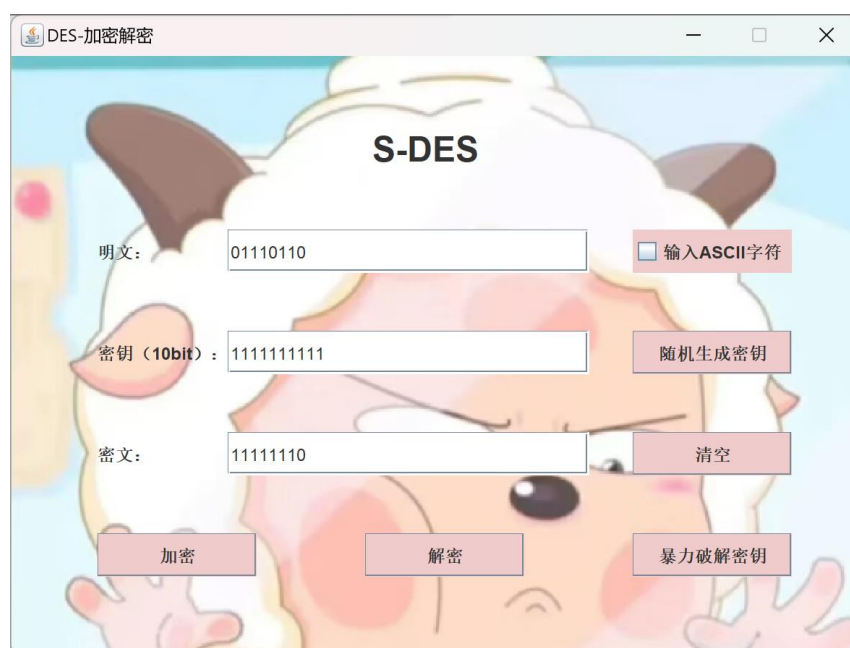 DES-加密解密
S-DES
明文： 01110110 输入ASCII字符
密钥（10bit）： 1111111111 随机生成密钥
密文： 11111110 清空
加密 解密 暴力破解密钥